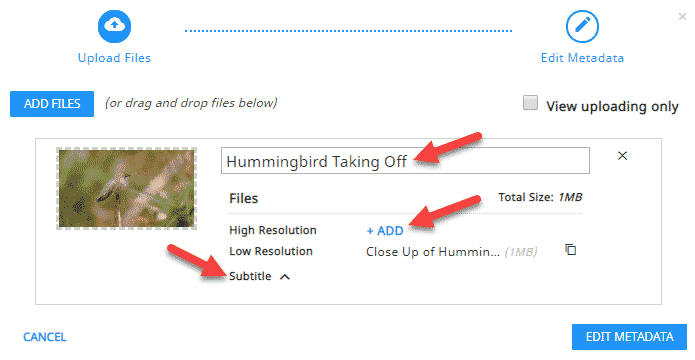 Upload Files
Edit Metadata
ADD FILES (or drag and drop files below)
View uploading only
Hummingbird Taking Off
Files
Total Size: 1MB
High Resolution + ADD
Low Resolution Close Up of Hummin... (1MB)
Subtitle
CANCEL
EDIT METADATA